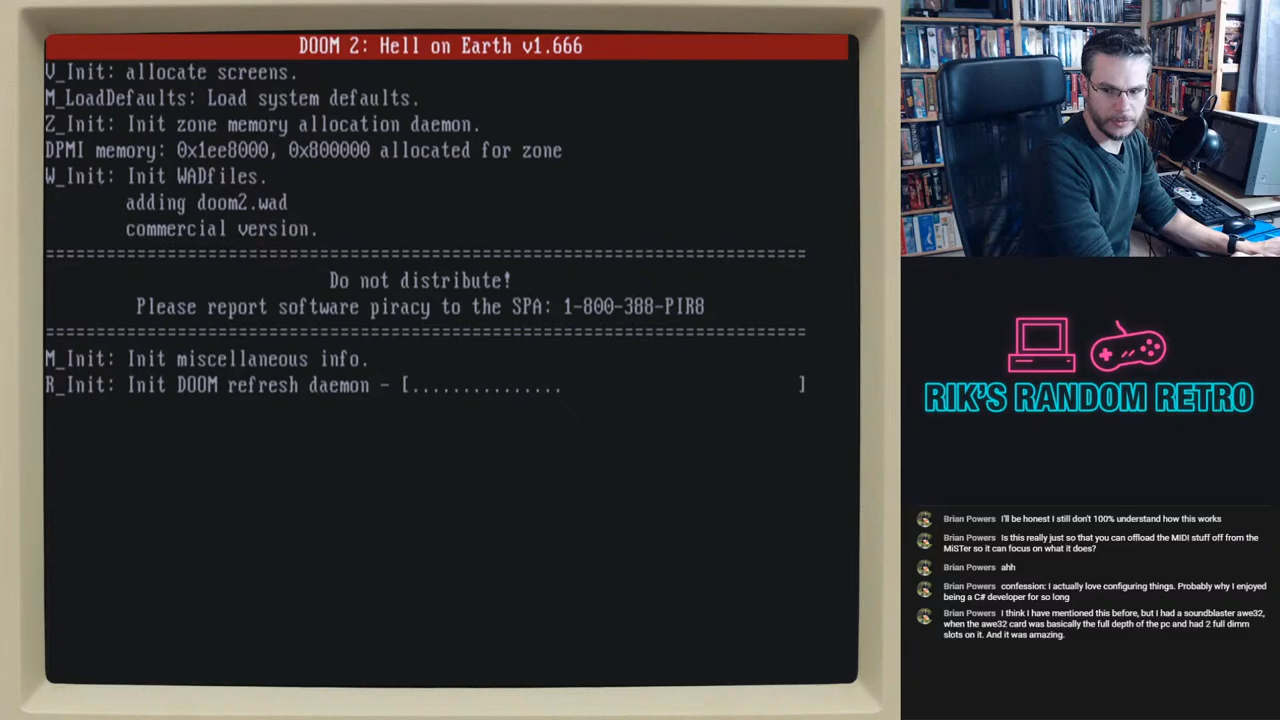 DOOM 2: Hell on Earth v1.666
V_Init: allocate screens.
M_LoadDefaults: Load system defaults.
Z_Init: Init zone memory allocation daemon.
DPMI memory: 0x1ee8000, 0x800000 allocated for zone
W_Init: Init WADfiles.
adding doom2.wad
commercial version.
===========================================================================
Do not distribute!
Please report software piracy to the SPA: 1-800-388-PIR8
===========================================================================
M_Init: Init miscellaneous info.
R_Init: Init DOOM refresh daemon - [............... ]
RIK'S RANDOM RETRO
Brian Powers I'll be honest I still don't 100% understand how this works
Brian Powers Is this really just so that you can offload the MIDI stuff off from the
MiSTer so it can focus on what it does?
Brian Powers ahh
Brian Powers confession: I actually love configuring things. Probably why I enjoyed
being a C# developer for so long
Brian Powers I think I have mentioned this before, but I had a soundblaster awe32,
when the awe32 card was basically the full depth of the pc and had 2 full dimm
slots on it. And it was amazing.